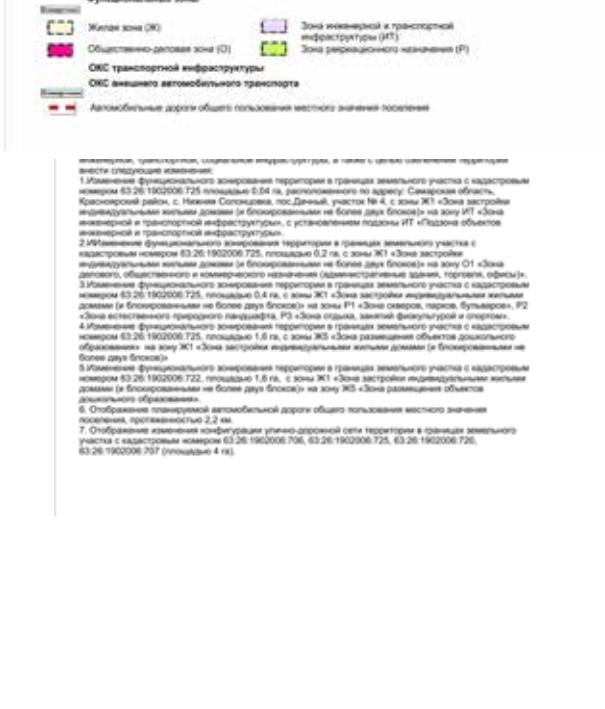 Функциональные зоны
Жилая зона (Ж)
Общественно-деловая зона (О)
Зона инженерной и транспортной
инфраструктуры (ИТ)
Зона рекреационного назначения (Р)
ОКС транспортной инфраструктуры
ОКС внешнего автомобильного транспорта
Автомобильные дороги общего пользования местного значения поселения
инженерной, транспортной, социальной инфраструктуры, а также с целью озеленения территории
внести следующие изменения:
1.Изменение функционального зонирования территории в границах земельного участка с кадастровым
номером 63:26:1902006:725 площадью 0,04 га, расположенного по адресу: Самарская область,
Красноярский район, с. Нижняя Солонцовка, пос.Дачный, участок № 4, с зоны Ж1 «Зона застройки
индивидуальными жилыми домами (и блокированными не более двух блоков)» на зону ИТ «Зона
инженерной и транспортной инфраструктуры», с установлением подзоны ИТ «Подзона объектов
инженерной и транспортной инфраструктуры».
2.ИИзменение функционального зонирования территории в границах земельного участка с
кадастровым номером 63:26:1902006:725, площадью 0,2 га, с зоны Ж1 «Зона застройки
индивидуальными жилыми домами (и блокированными не более двух блоков)» на зону О1 «Зона
делового, общественного и коммерческого назначения (административные здания, торговля, офисы)».
3.Изменение функционального зонирования территории в границах земельного участка с кадастровым
номером 63:26:1902006:725, площадью 0,4 га, с зоны Ж1 «Зона застройки индивидуальными жилыми
домами (и блокированными не более двух блоков)» на зоны Р1 «Зона скверов, парков, бульваров», Р2
«Зона естественного природного ландшафта, Р3 «Зона отдыха, занятий физкультурой и спортом».
4.Изменение функционального зонирования территории в границах земельного участка с кадастровым
номером 63:26:1902006:725, площадью 1,6 га, с зоны Ж5 «Зона размещения объектов дошкольного
образования» на зону Ж1 «Зона застройки индивидуальными жилыми домами (и блокированными не
более двух блоков)»
5.Изменение функционального зонирования территории в границах земельного участка с кадастровым
номером 63:26:1902006:722, площадью 1,6 га, с зоны Ж1 «Зона застройки индивидуальными жилыми
домами (и блокированными не более двух блоков)» на зону Ж5 «Зона размещения объектов
дошкольного образования».
6. Отображение планируемой автомобильной дороги общего пользования местного значения
поселения, протяженностью 2,2 км.
7. Отображение изменения конфигурации улично-дорожной сети территории в границах земельного
участка с кадастровым номером 63:26:1902006:706, 63:26:1902006:725, 63:26:1902006:720,
63:26:1902006:707 (площадью 4 га).